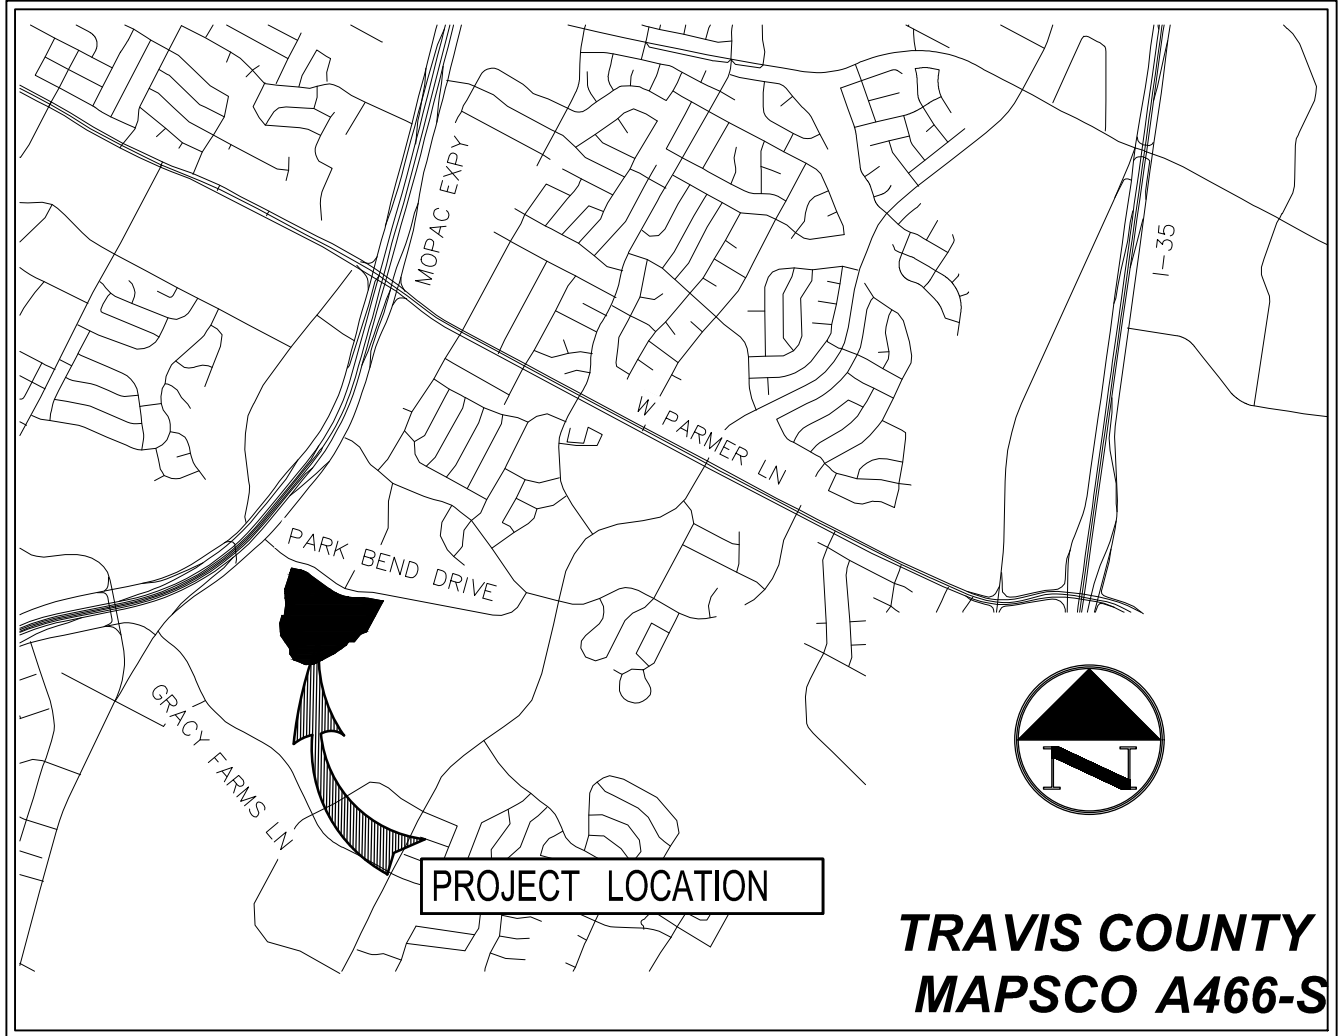 MOPAC EXPY
I-35
W PARMER LN
PARK BEND DRIVE
GRACY FARMS LN
N
PROJECT LOCATION
TRAVIS COUNTY
MAPSCO A466-S